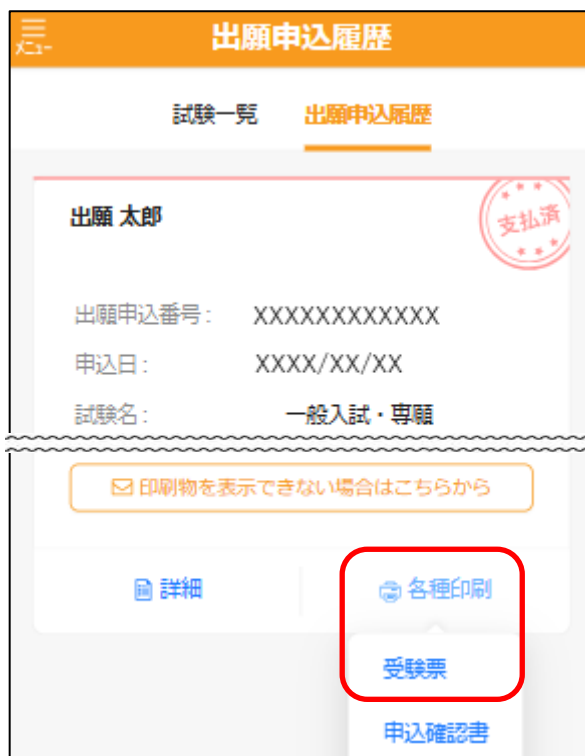 メニュー
出願申込履歴
試験一覧 出願申込履歴
出願 太郎
支払済
出願申込番号: XXXXXXXXXXXX
申込日: XXXX/XX/XX
試験名: 一般入試・専願
印刷物を表示できない場合はこちらから
詳細 各種印刷
受験票
申込確認書